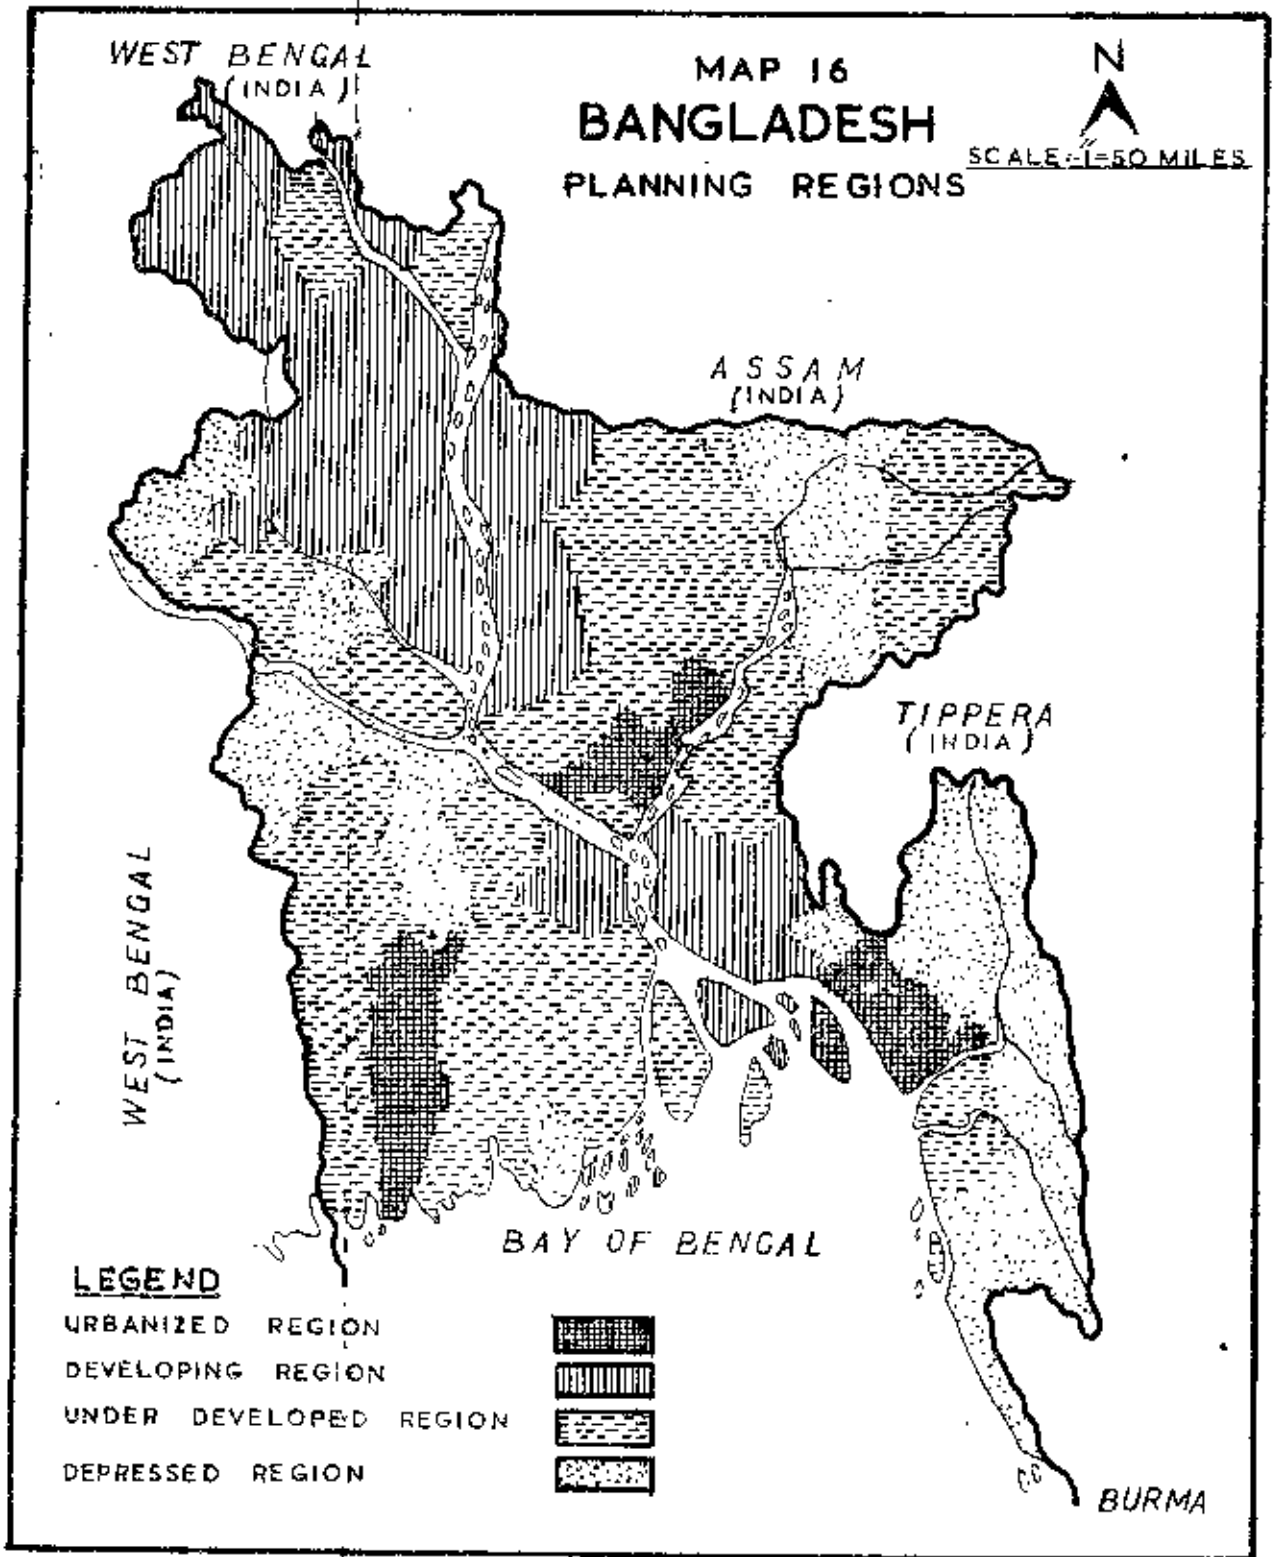 WEST BENGAL
(INDIA)
MAP 16
BANGLADESH
PLANNING REGIONS
N
SCALE:-1"=50 MILES
ASSAM
(INDIA)
TIPPERA
(INDIA)
WEST BENGAL
(INDIA)
BAY OF BENGAL
LEGEND
URBANIZED REGION
DEVELOPING REGION
UNDER DEVELOPED REGION
DEPRESSED REGION
BURMA